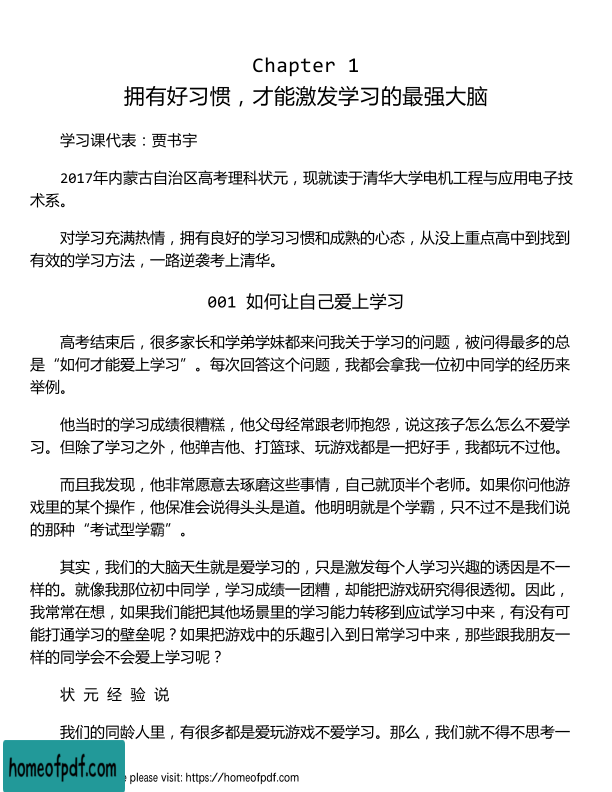 Chapter 1
拥有好习惯，才能激发学习的最强大脑
学习课代表：贾书宇
2017年内蒙古自治区高考理科状元，现就读于清华大学电机工程与应用电子技
术系。
对学习充满热情，拥有良好的学习习惯和成熟的心态，从没上重点高中到找到
有效的学习方法，一路逆袭考上清华。
001 如何让自己爱上学习
高考结束后，很多家长和学弟学妹都来问我关于学习的问题，被问得最多的总
是“如何才能爱上学习”。每次回答这个问题，我都会拿我一位初中同学的经历来
举例。
他当时的学习成绩很糟糕，他父母经常跟老师抱怨，说这孩子怎么怎么不爱学
习。但除了学习之外，他弹吉他、打篮球、玩游戏都是一把好手，我都玩不过他。
而且我发现，他非常愿意去琢磨这些事情，自己就顶半个老师。如果你问他游
戏里的某个操作，他保准会说得头头是道。他明明就是个学霸，只不过不是我们说
的那种“考试型学霸”。
其实，我们的大脑天生就是爱学习的，只是激发每个人学习兴趣的诱因是不一
样的。就像我那位初中同学，学习成绩一团糟，却能把游戏研究得很透彻。因此，
我常常在想，如果我们能把其他场景里的学习能力转移到应试学习中来，有没有可
能打通学习的壁垒呢？如果把游戏中的乐趣引入到日常学习中来，那些跟我朋友一
样的同学会不会爱上学习呢？
状 元 经 验 说
我们的同龄人里，有很多都是爱玩游戏不爱学习。那么，我们就不得不思考一
homeofpdf.com
please visit: https://homeofpdf.com